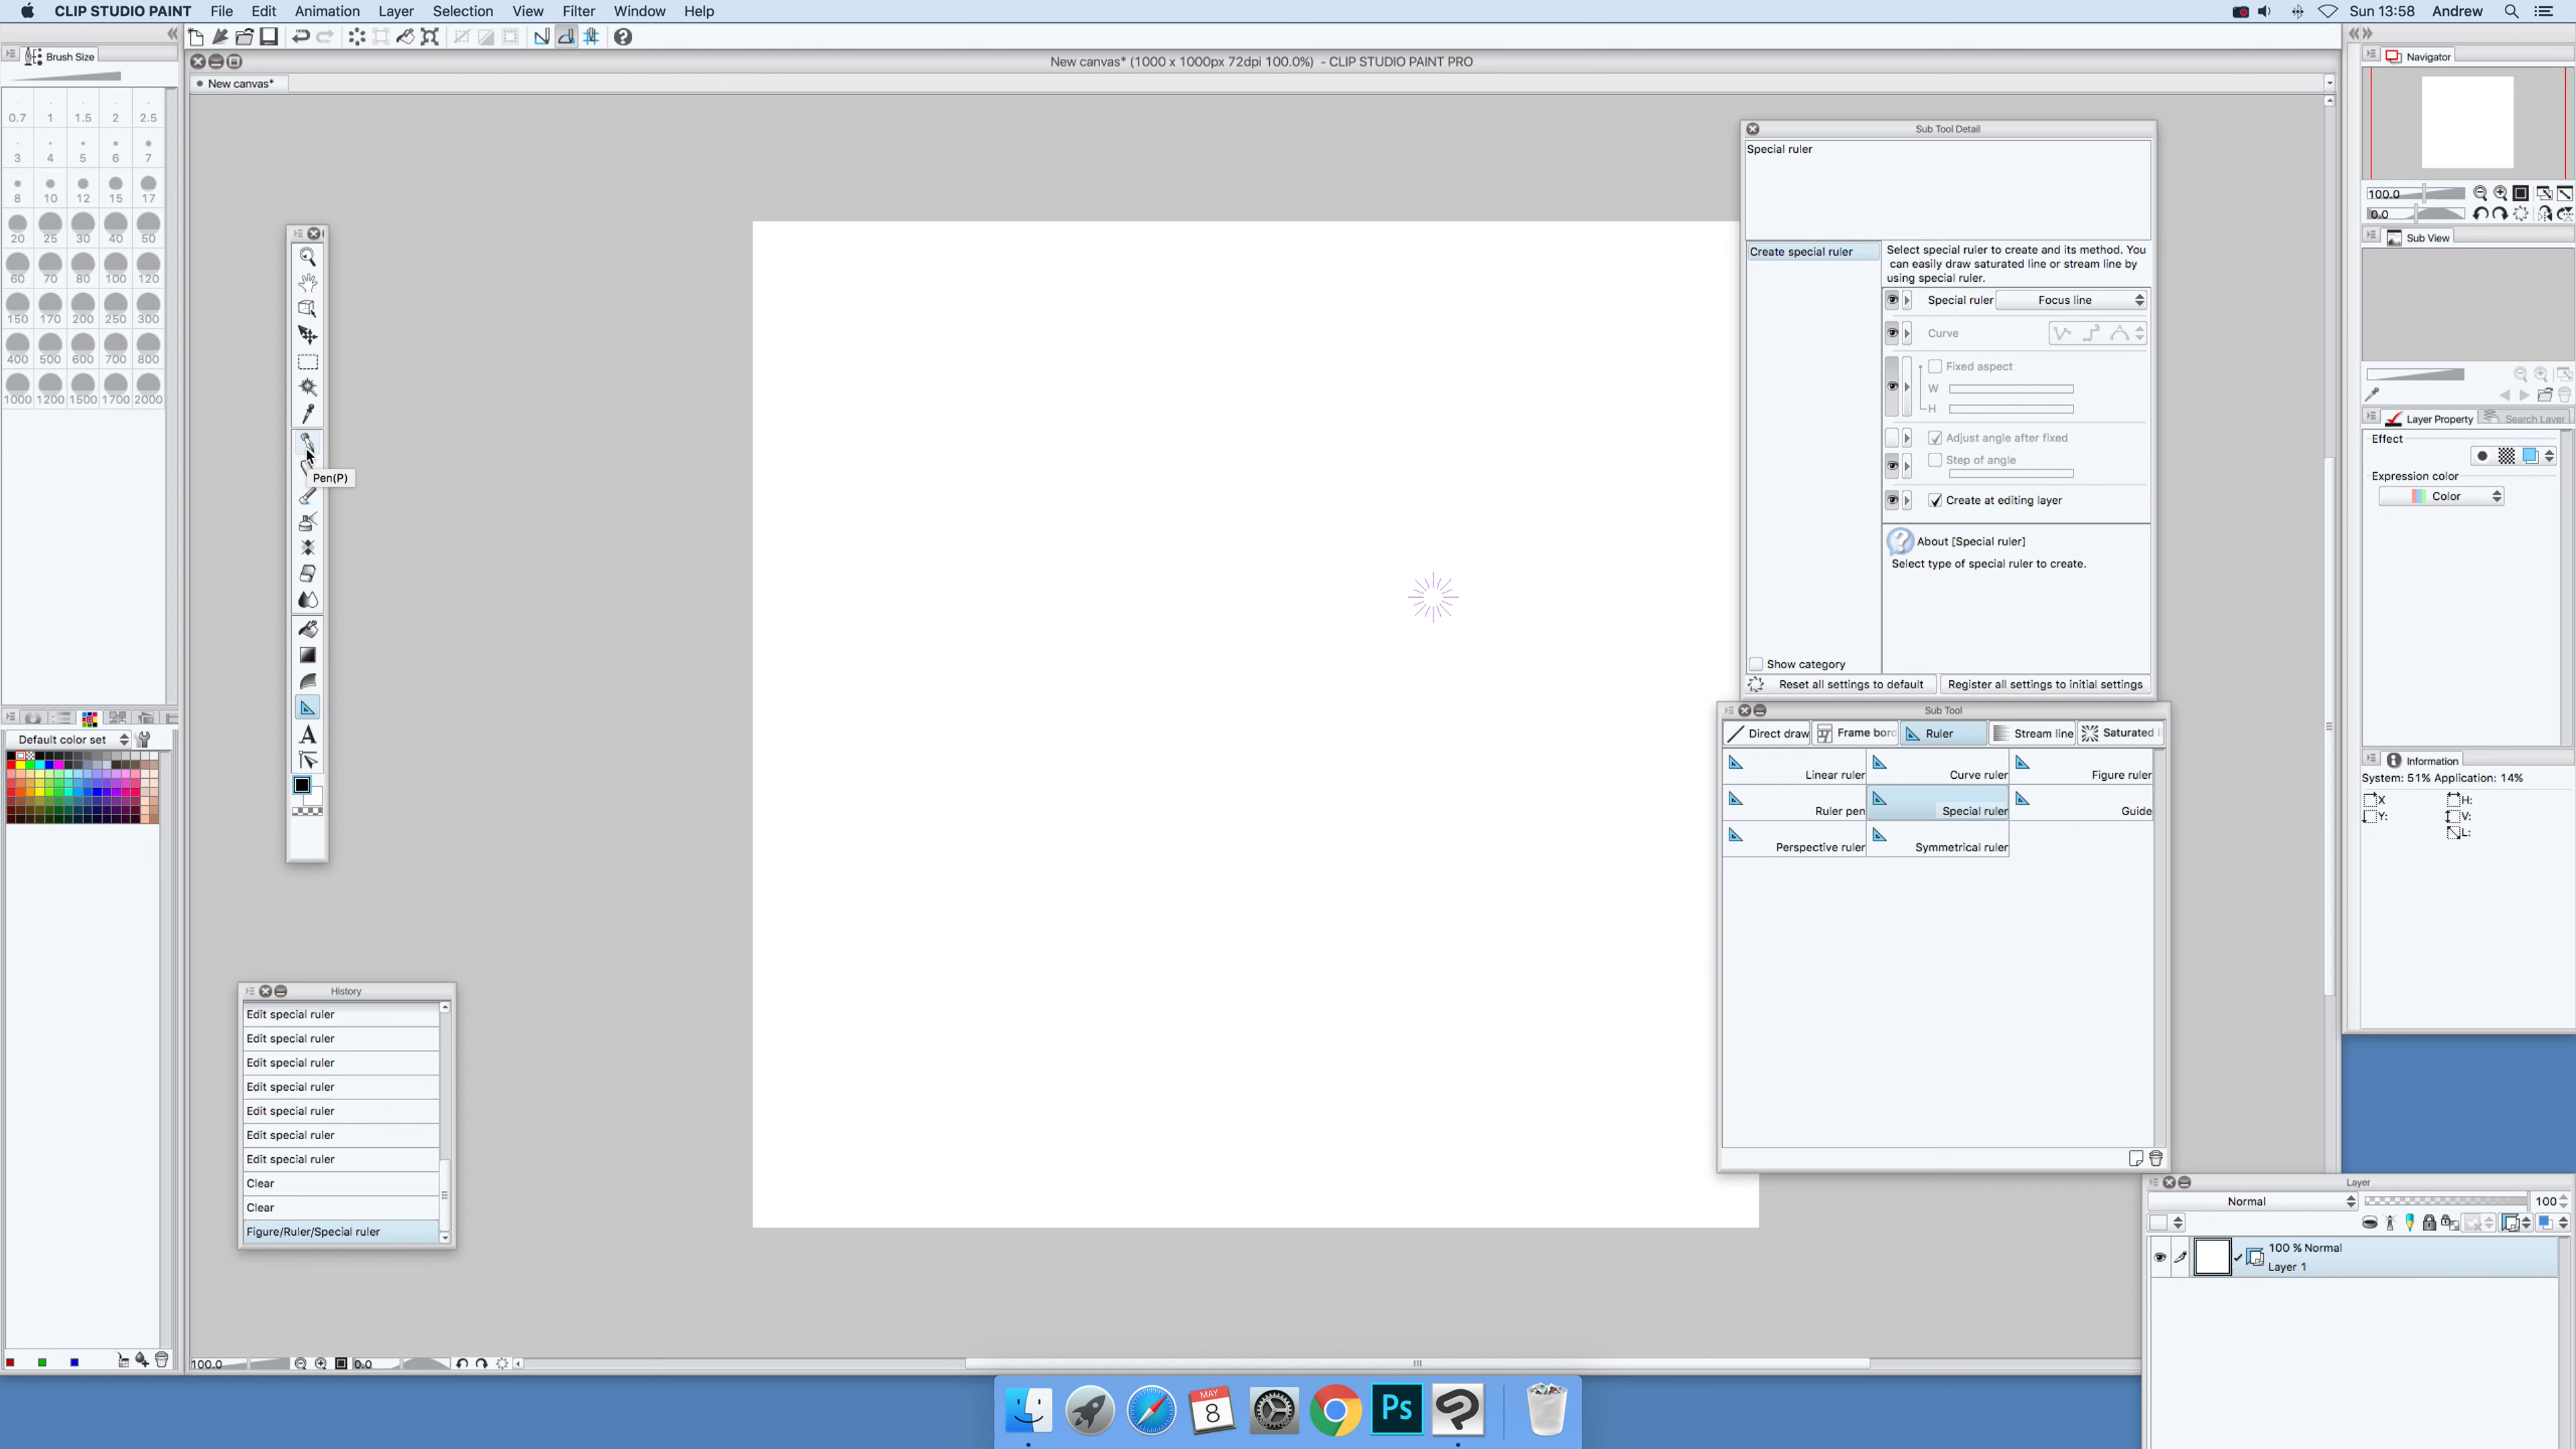 CLIP STUDIO PAINT File Edit Animation Layer Selection View Filter Window Help Sun 13:58 Andrew
Brush Size
New canvas* (1000 x 1000px 72dpi 100.0%) - CLIP STUDIO PAINT PRO
New canvas*
0.7 1 1.5 2 2.5
3 4 5 6 7
8 10 12 15 17
20 25 30 40 50
60 70 80 100 120
150 170 200 250 300
400 500 600 700 800
1000 1200 1500 1700 2000
Default color set
Pen(P)
A
History
Edit special ruler
Edit special ruler
Edit special ruler
Edit special ruler
Edit special ruler
Edit special ruler
Edit special ruler
Clear
Clear
Figure/Ruler/Special ruler
100.0 0.0
Sub Tool Detail
Special ruler
Create special ruler
Select special ruler to create and its method. You
can easily draw saturated line or stream line by
using special ruler.
Special ruler Focus line
Curve
Fixed aspect
W
H
Adjust angle after fixed
Step of angle
Create at editing layer
About [Special ruler]
Select type of special ruler to create.
Show category
Reset all settings to default Register all settings to initial settings
Sub Tool
Direct draw Frame bor Ruler Stream line Saturated l
Linear ruler Curve ruler Figure ruler
Ruler pen Special ruler Guide
Perspective ruler Symmetrical ruler
Navigator
100.0
0.0
Sub View
Layer Property Search Layer
Effect
Expression color
Color
Information
System: 51% Application: 14%
X H:
Y: V:
L:
Layer
Normal 100
100 % Normal
Layer 1
MAY
8
Ps